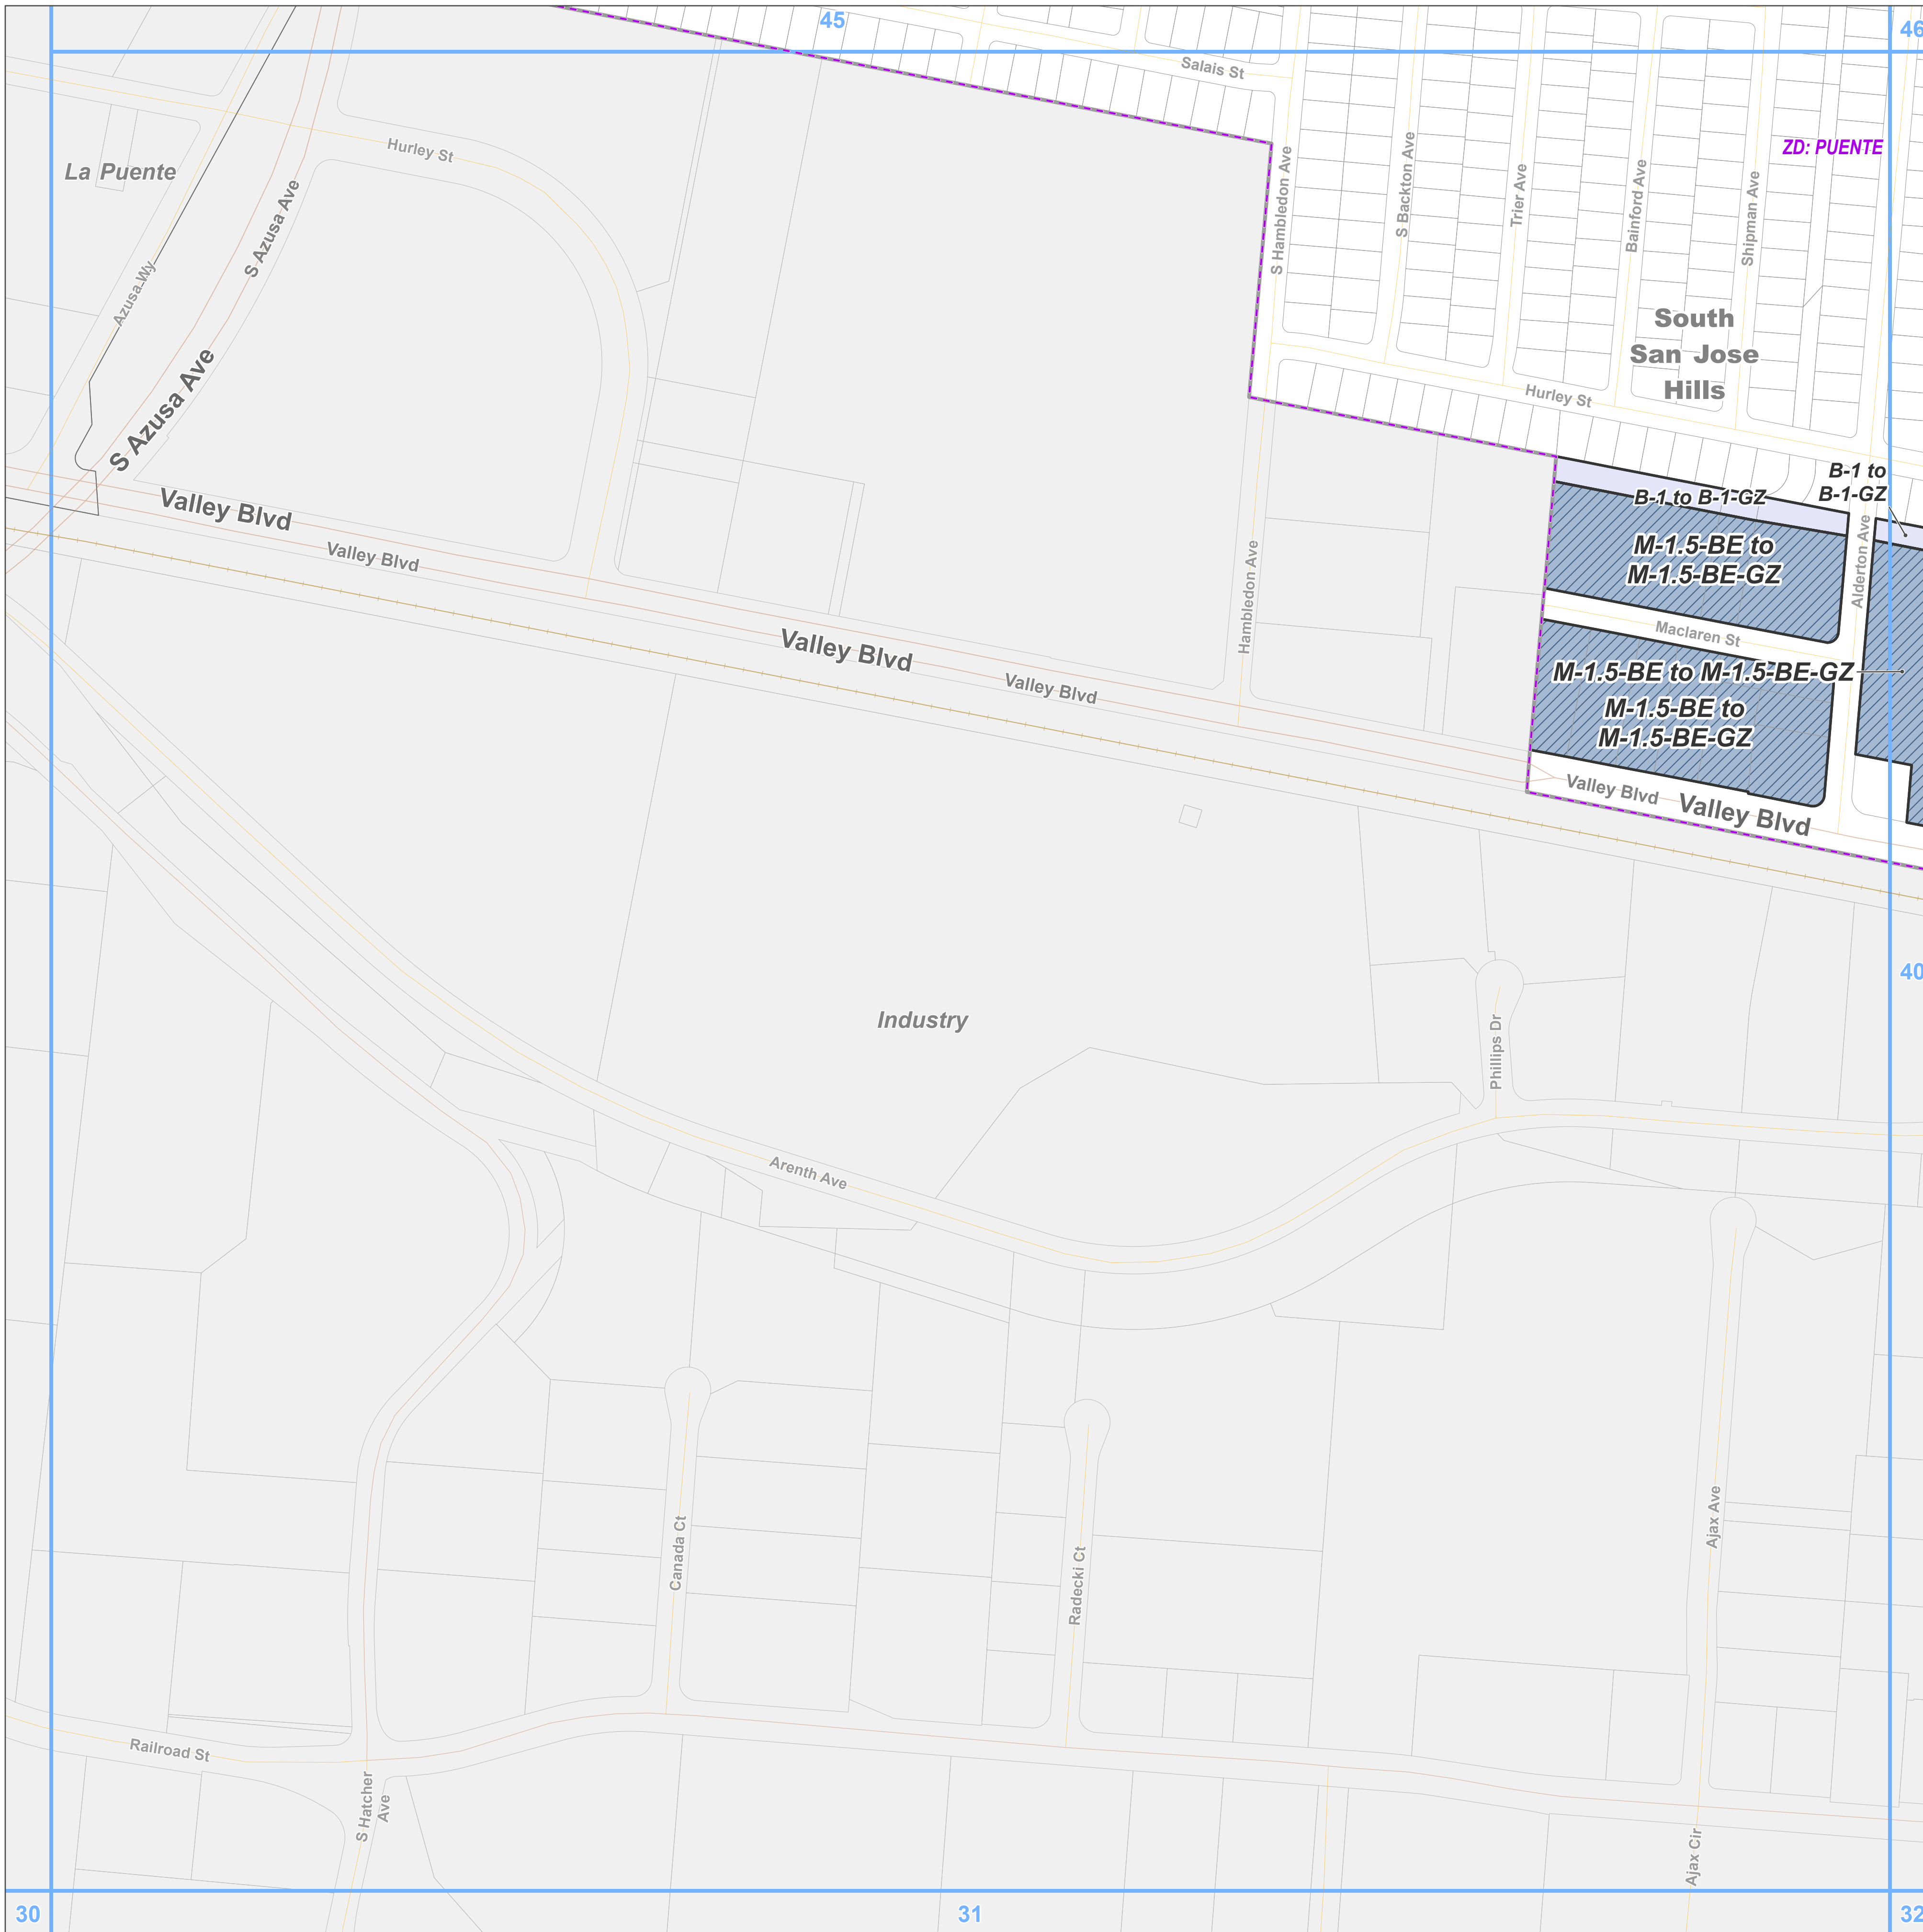 45
46
Salais St
ZD: PUENTE
Hurley St
La Puente
S Azusa Ave
S Hambledon Ave
S Backton Ave
Trier Ave
Bainford Ave
Shipman Ave
Azusa Wy
South
San Jose
Hills
S Azusa Ave
Hurley St
B-1 to
B-1-GZ
B-1 to B-1-GZ
Valley Blvd
Valley Blvd
Hambledon Ave
M-1.5-BE to
M-1.5-BE-GZ
Alderton Ave
Maclaren St
Valley Blvd
Valley Blvd
M-1.5-BE to M-1.5-BE-GZ
M-1.5-BE to
M-1.5-BE-GZ
Valley Blvd
Valley Blvd
40
Industry
Phillips Dr
Arenth Ave
Canada Ct
Radecki Ct
Ajax Ave
Railroad St
S Hatcher
Ave
Ajax Cir
30
31
32